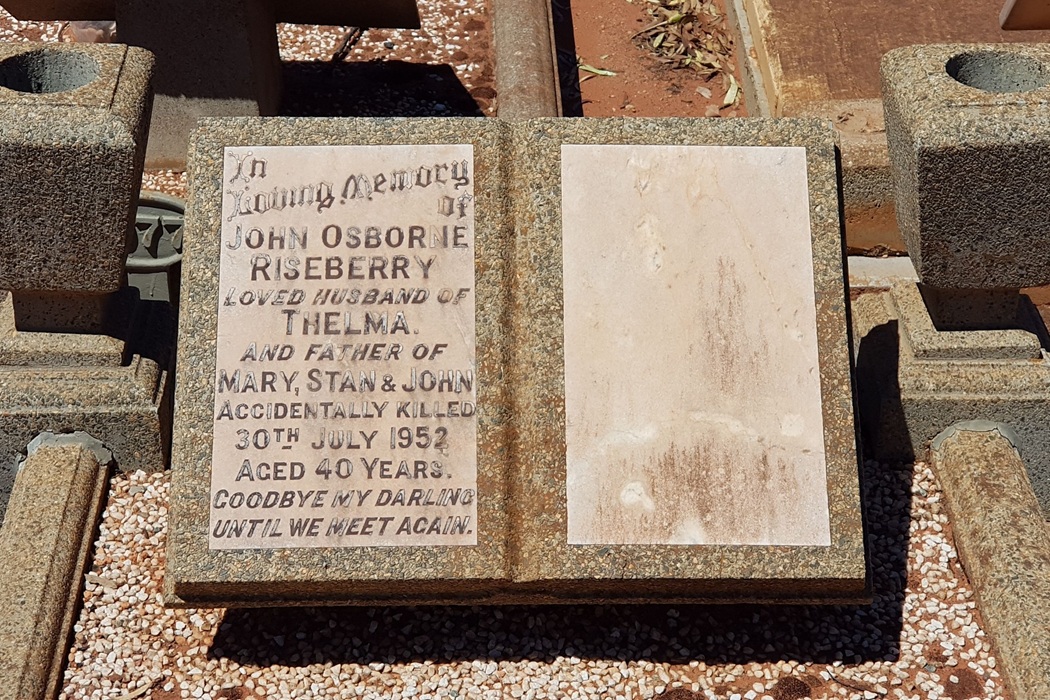 In
Loving Memory
of
JOHN OSBORNE
RISEBERRY
LOVED HUSBAND OF
THELMA.
AND FATHER OF
MARY, STAN & JOHN
ACCIDENTALLY KILLED
30TH JULY 1952
AGED 40 YEARS.
GOODBYE MY DARLING
UNTIL WE MEET AGAIN.